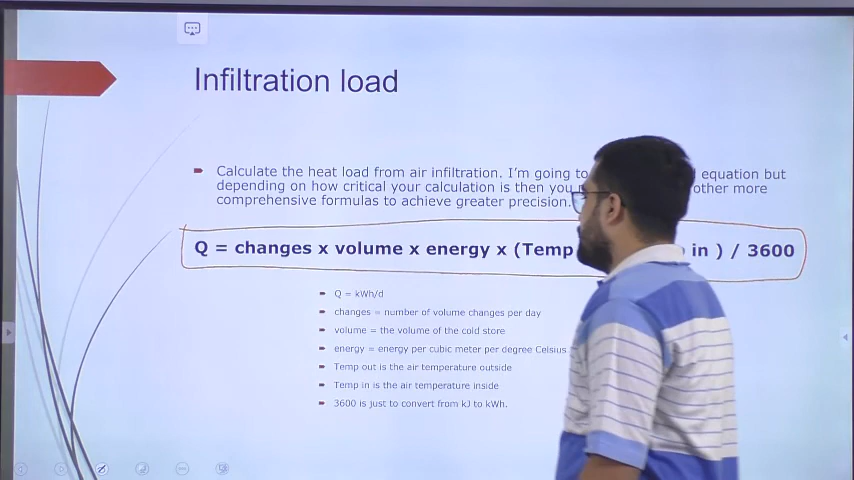 Infiltration load
Calculate the heat load from air infiltration. I'm going to equation but
depending on how critical your calculation is then you other more
comprehensive formulas to achieve greater precision.
Q = changes x volume x energy x (Temp in ) / 3600
Q = kWh/d
changes = number of volume changes per day
volume = the volume of the cold store
energy = energy per cubic meter per degree Celsius
Temp out is the air temperature outside
Temp in is the air temperature inside
3600 is just to convert from kJ to kWh.